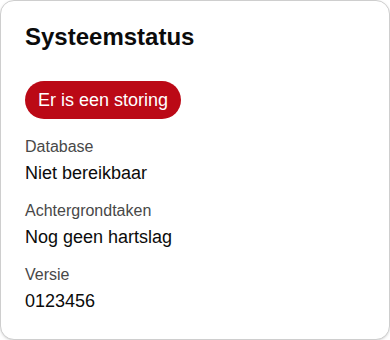 Systeemstatus
Er is een storing
Database
Niet bereikbaar
Achtergrondtaken
Nog geen hartslag
Versie
0123456